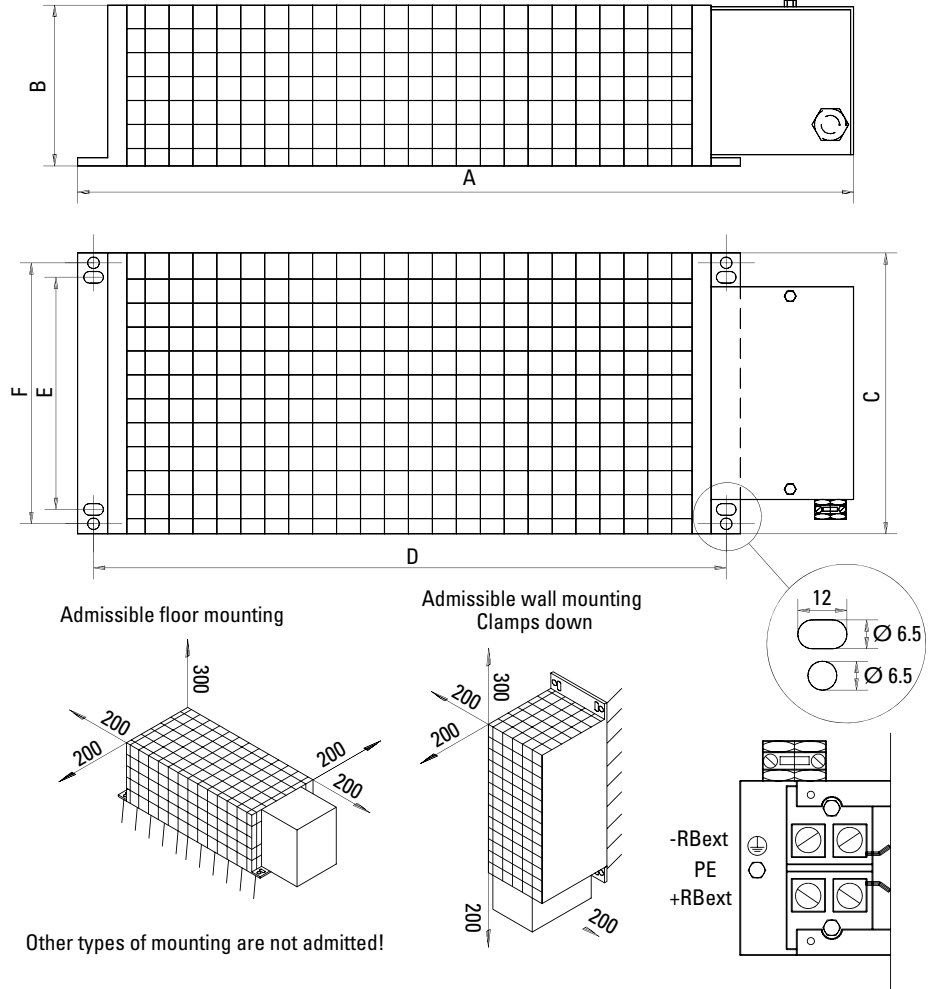 B
A
F
E
C
D
Admissible floor mounting
Admissible wall mounting
Clamps down
12
Ø 6.5
Ø 6.5
300
200
200
200
200
300
200
200
200
200
-RBext
PE
+RBext
Other types of mounting are not admitted!